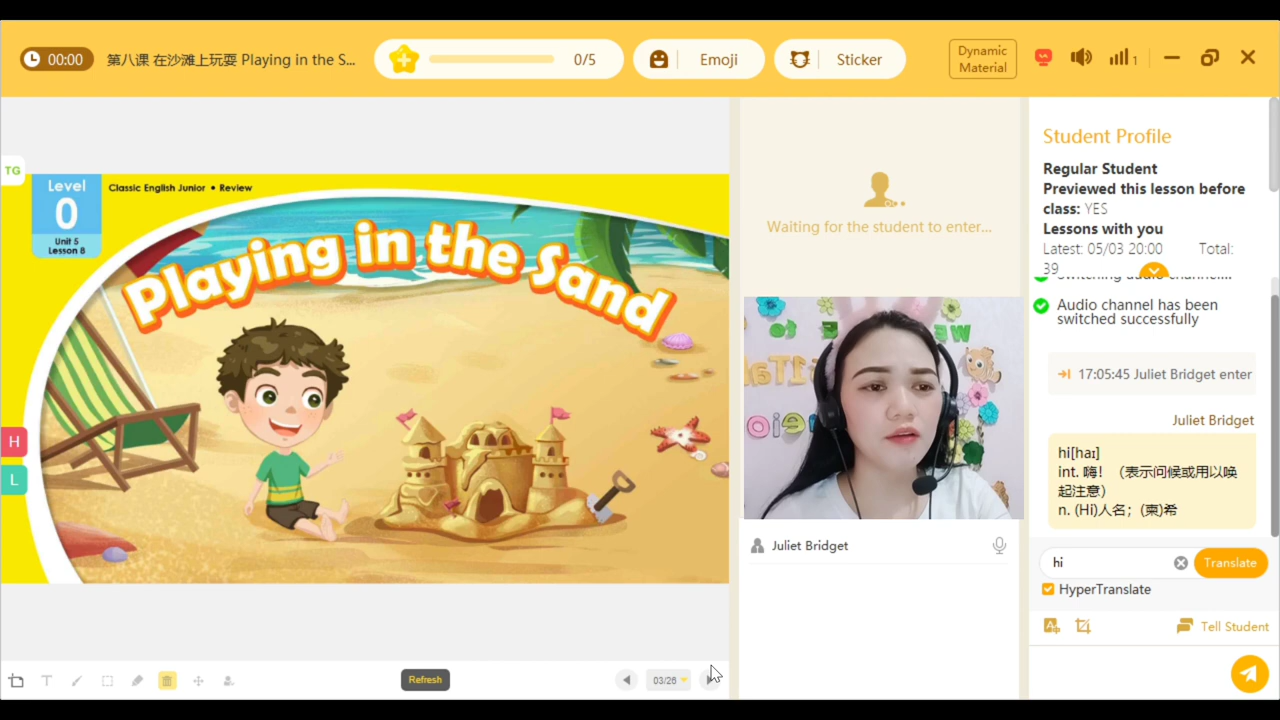 00:00
第八课 在沙滩上玩耍 Playing in the S...
0/5
Emoji
Sticker
Dynamic
Material
1
TG
Level
0
Unit 5
Lesson 8
Classic English Junior • Review
Playing in the Sand
H
L
Refresh
03/26
Waiting for the student to enter...
WE
to
Juliet Bridget
Student Profile
Regular Student
Previewed this lesson before
class: YES
Lessons with you
Latest: 05/03 20:00 Total:
39
Switching audio channel...
Audio channel has been
switched successfully
17:05:45 Juliet Bridget enter
Juliet Bridget
hi[haɪ]
int. 嗨！（表示问候或用以唤
起注意）
n. (Hi)人名；(柬)希
hi
Translate
HyperTranslate
Tell Student